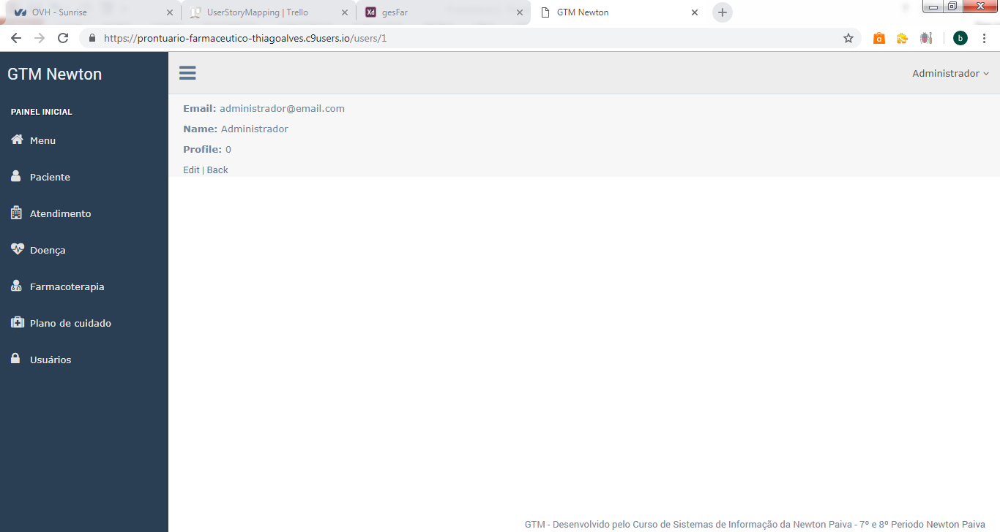 OVH - Sunrise
UserStoryMapping | Trello
Xd gesFar
GTM Newton
https://prontuario-farmaceutico-thiagoalves.c9users.io/users/1
a
b
GTM Newton
Administrador
PAINEL INICIAL
Menu
Paciente
Atendimento
Doença
Farmacoterapia
Plano de cuidado
Usuários
Email: administrador@email.com
Name: Administrador
Profile: 0
Edit | Back
GTM - Desenvolvido pelo Curso de Sistemas de Informação da Newton Paiva - 7º e 8º Periodo Newton Paiva